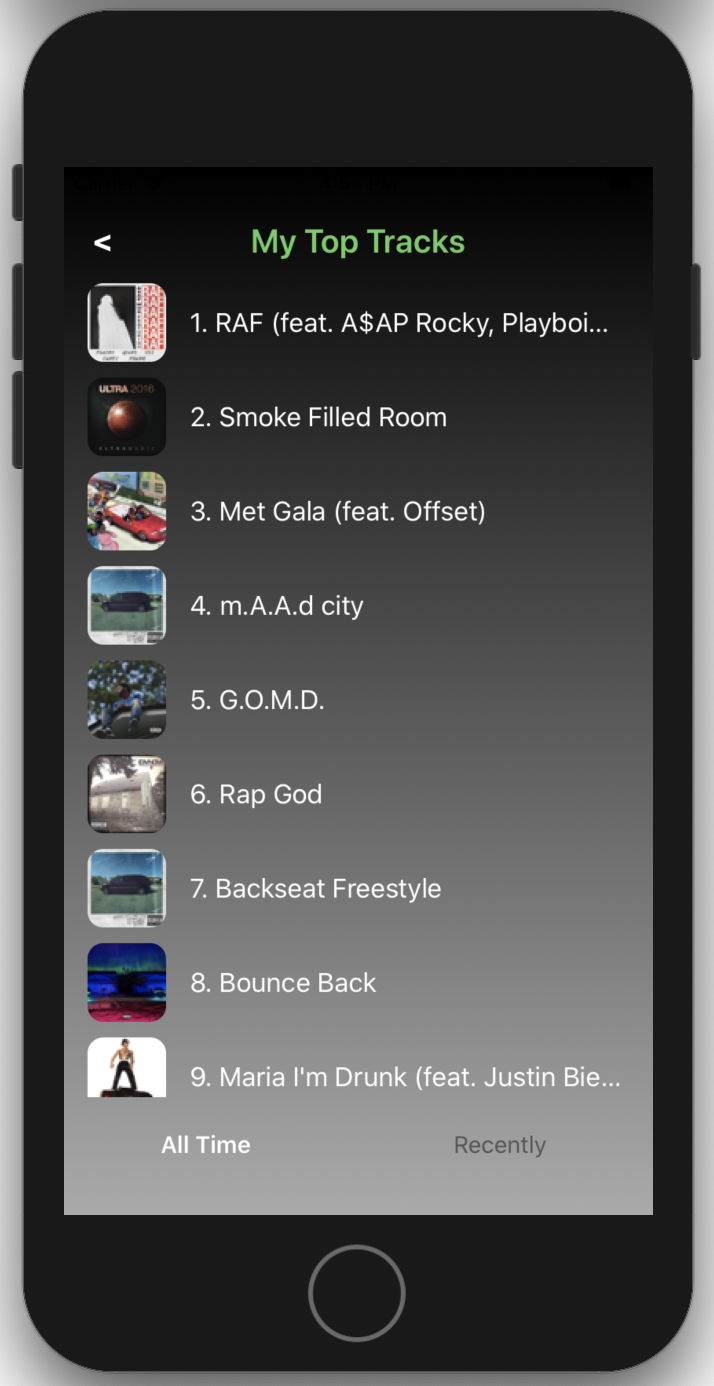 <
My Top Tracks
1. RAF (feat. A$AP Rocky, Playboi...
ULTRA 2016
2. Smoke Filled Room
3. Met Gala (feat. Offset)
4. m.A.A.d city
5. G.O.M.D.
EMINEM
6. Rap God
7. Backseat Freestyle
8. Bounce Back
9. Maria I'm Drunk (feat. Justin Bie...
All Time
Recently